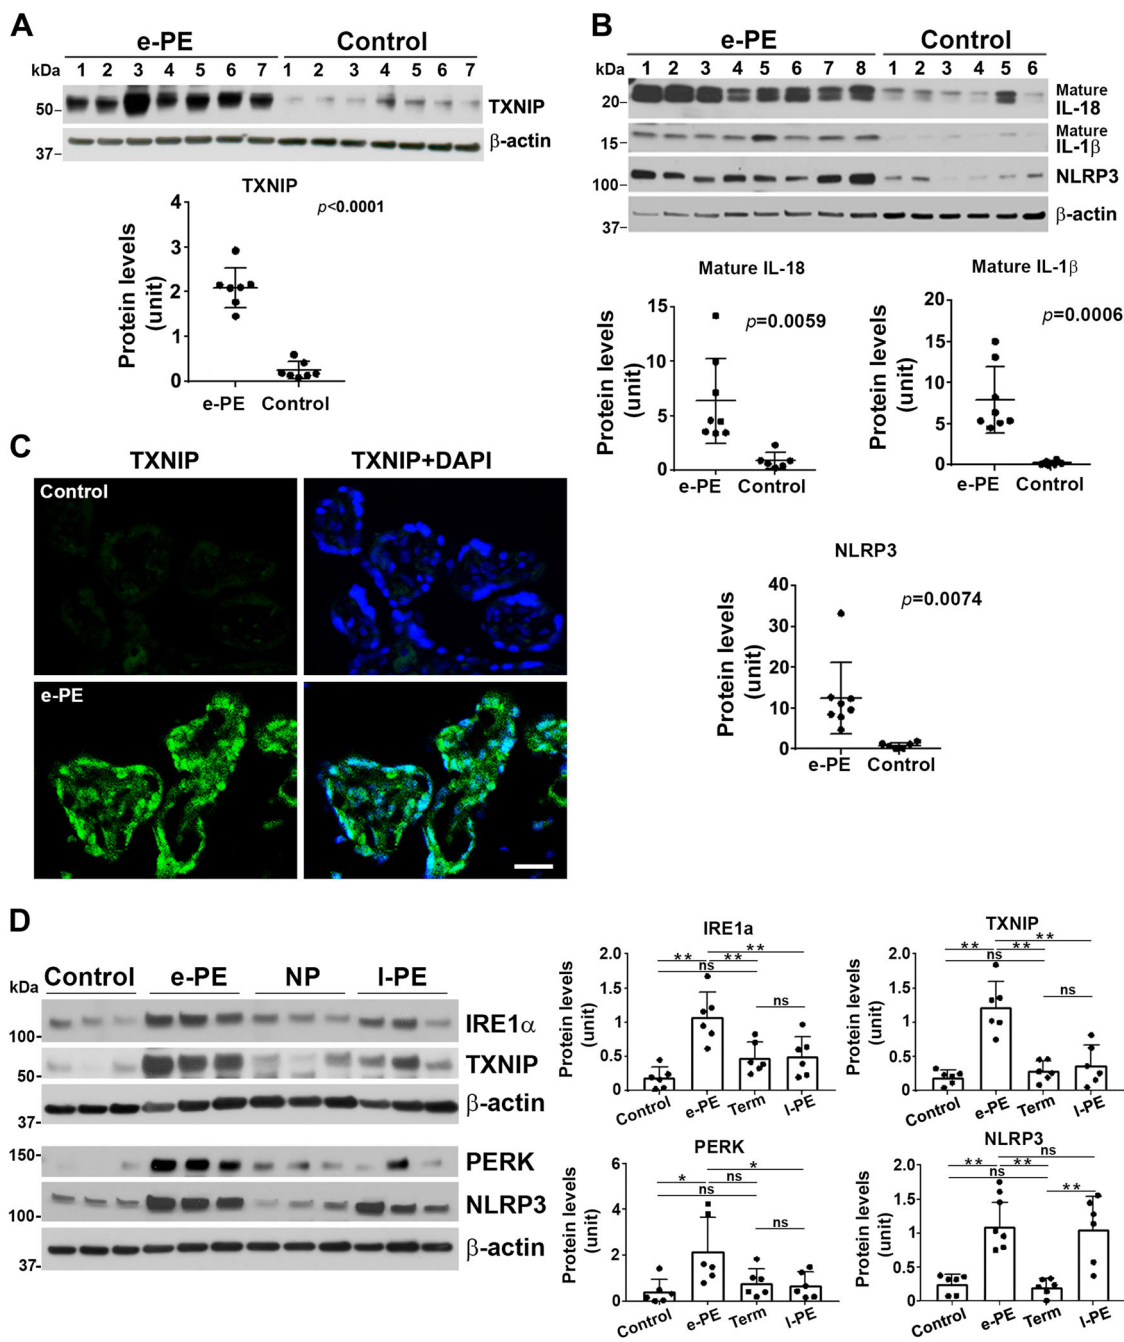 A
e-PE Control
kDa 1 2 3 4 5 6 7 1 2 3 4 5 6 7
50 TXNIP
37 β-actin
TXNIP
p<0.0001
Protein levels (unit)
4
3
2
1
0
e-PE Control
B
e-PE Control
kDa 1 2 3 4 5 6 7 8 1 2 3 4 5 6
20 Mature IL-18
15 Mature IL-1β
100 NLRP3
37 β-actin
Mature IL-18
p=0.0059
Protein levels (unit)
15
10
5
0
e-PE Control
Mature IL-1β
p=0.0006
Protein levels (unit)
20
15
10
5
0
e-PE Control
NLRP3
p=0.0074
Protein levels (unit)
40
30
20
10
0
e-PE Control
C
TXNIP TXNIP+DAPI
Control
e-PE
D
Control e-PE NP l-PE
kDa
100 IRE1α
50 TXNIP
37 β-actin
150 PERK
100 NLRP3
37 β-actin
IRE1a
**
** **
ns
ns
Protein levels (unit)
2.0
1.5
1.0
0.5
0
Control e-PE Term l-PE
TXNIP
**
** **
ns
ns
Protein levels (unit)
2.0
1.5
1.0
0.5
0
Control e-PE Term l-PE
PERK
*
* ns
ns
ns
Protein levels (unit)
6
4
2
0
Control e-PE Term l-PE
NLRP3
ns
** **
ns
**
Protein levels (unit)
2.0
1.5
1.0
0.5
0
Control e-PE Term l-PE